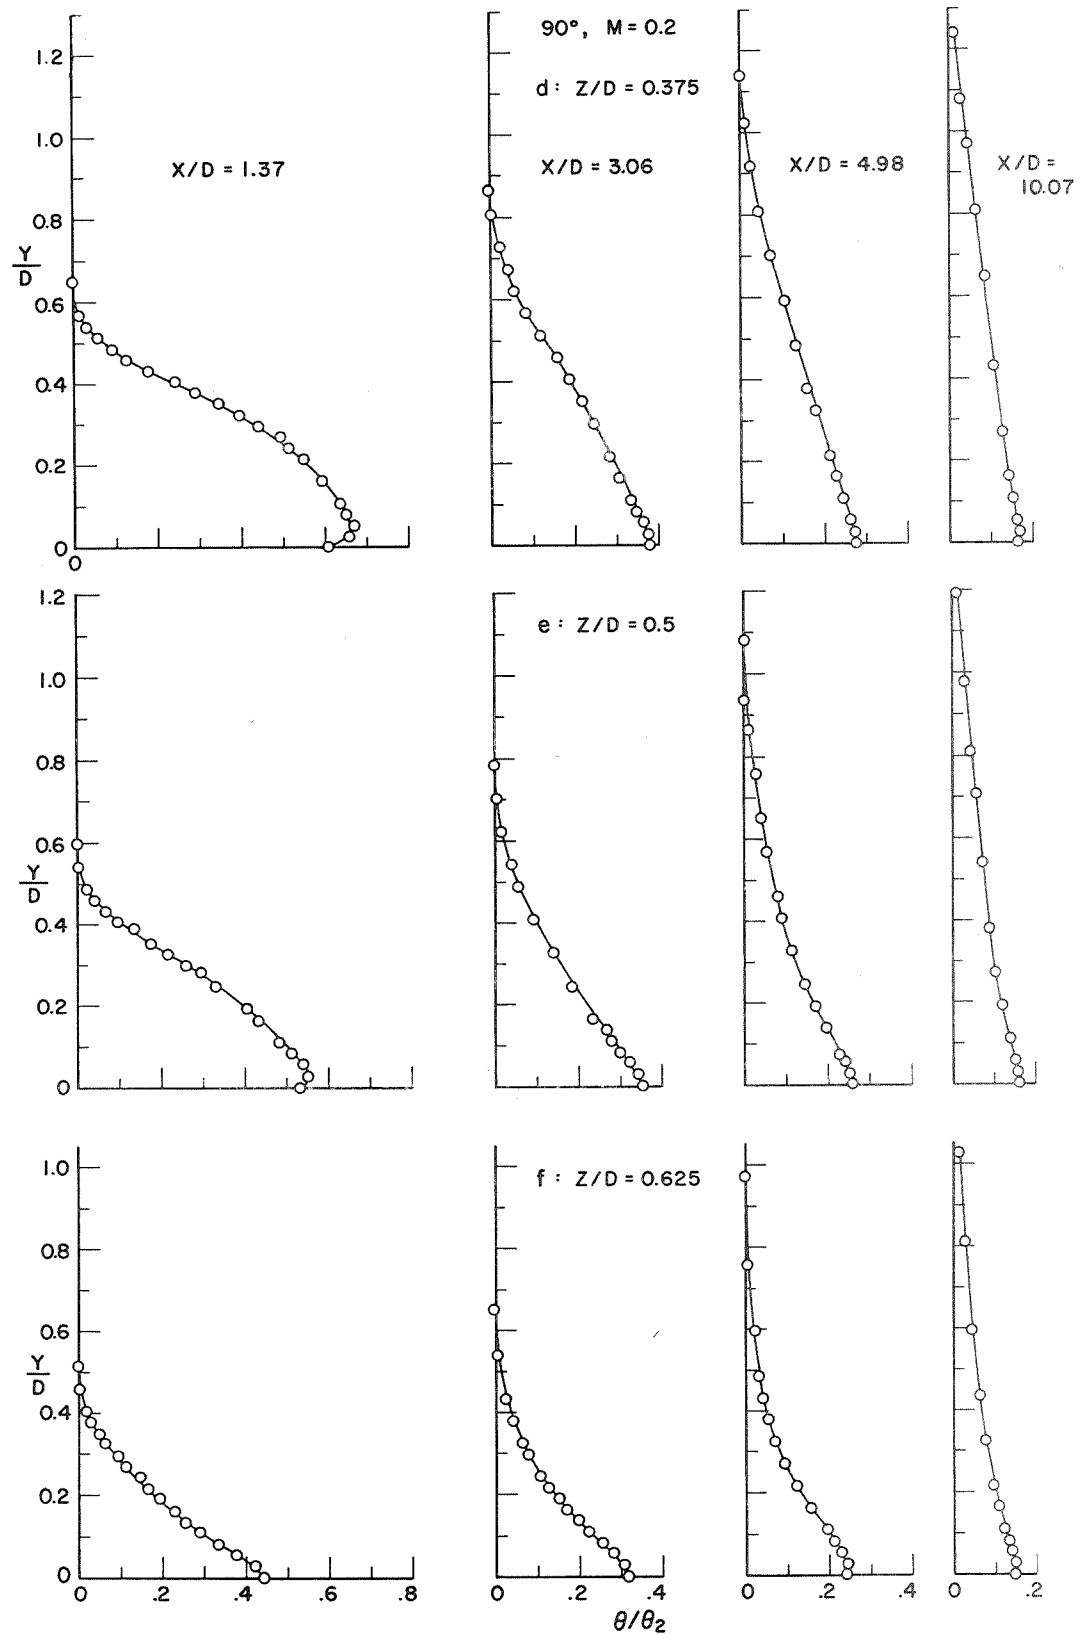 90°, M = 0.2
d: Z/D = 0.375
X/D = 1.37
X/D = 3.06
X/D = 4.98
X/D =
10.07
1.2
1.0
0.8
Y
D
0.6
0.4
0.2
0
0
e: Z/D = 0.5
1.2
1.0
0.8
0.6
Y
D
0.4
0.2
0
f: Z/D = 0.625
1.0
0.8
0.6
Y
D
0.4
0.2
0
0 .2 .4 .6 .8 0 .2 .4 0 .2 .4 0 .2
θ/θ2